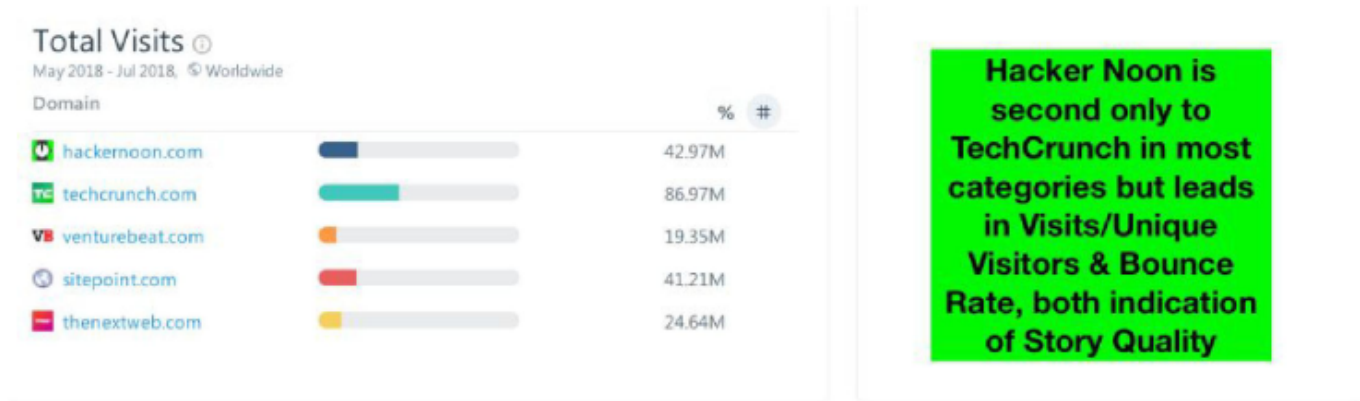 Total Visits
May 2018 - Jul 2018, Worldwide
Domain % #
hackernoon.com 42.97M
TC techcrunch.com 86.97M
VB venturebeat.com 19.35M
sitepoint.com 41.21M
thenextweb.com 24.64M
Hacker Noon is
second only to
TechCrunch in most
categories but leads
in Visits/Unique
Visitors & Bounce
Rate, both indication
of Story Quality